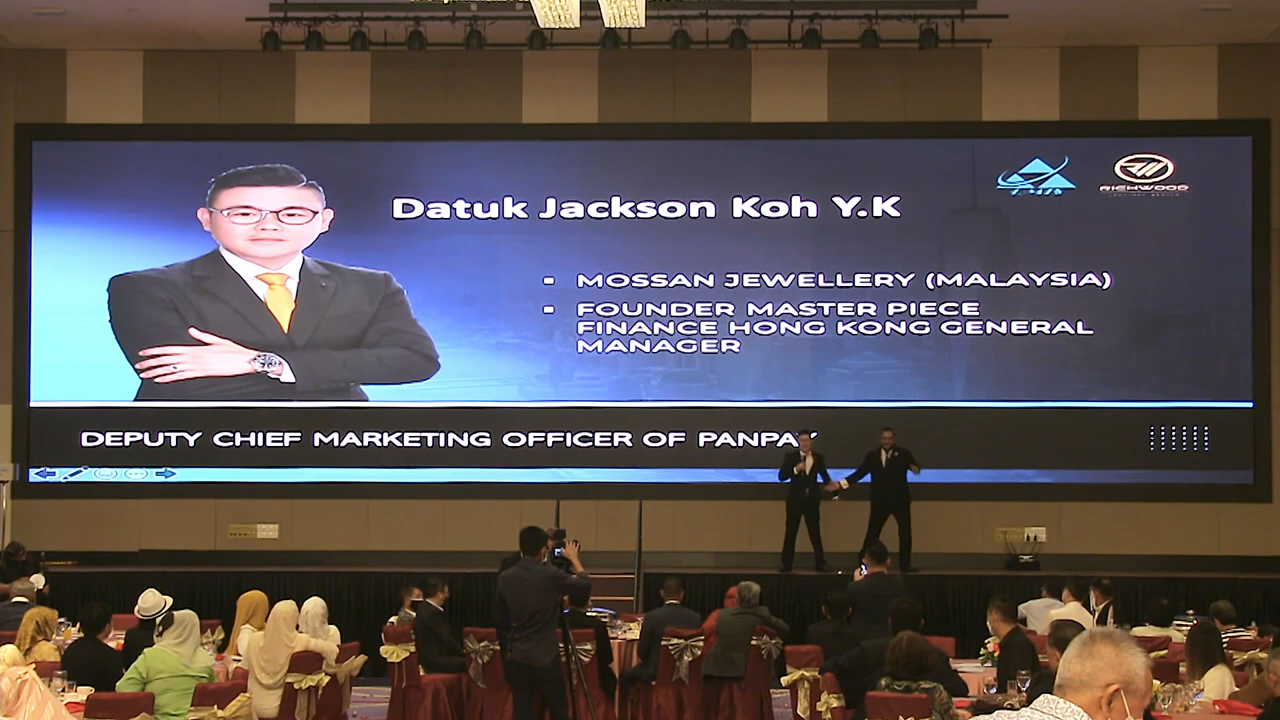 Datuk Jackson Koh Y.K
RICHWOOD
▪ MOSSAN JEWELLERY (MALAYSIA)
▪ FOUNDER MASTER PIECE
FINANCE HONG KONG GENERAL
MANAGER
DEPUTY CHIEF MARKETING OFFICER OF PANPAY